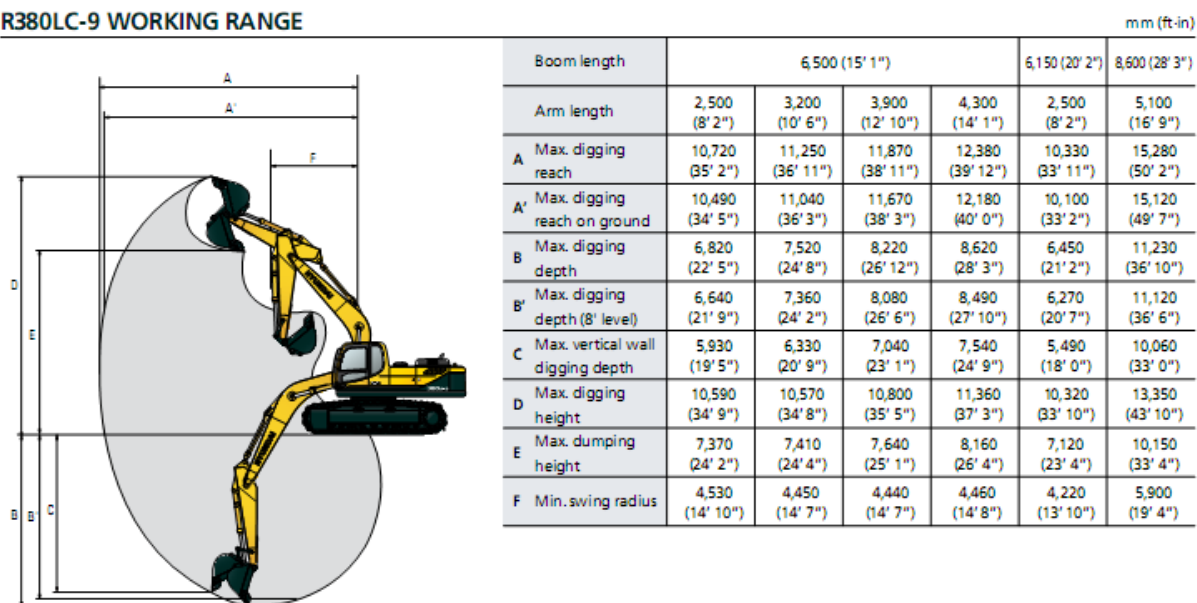 R380LC-9 WORKING RANGE
mm (ft·in)
A
A'
F
D
E
B
B'
C
HYUNDAI
HYUNDAI
Boom length 6,500 (15' 1") 6,150 (20' 2") 8,600 (28' 3")
Arm length 2,500 3,200 3,900 4,300 2,500 5,100
(8' 2") (10' 6") (12' 10") (14' 1") (8' 2") (16' 9")
A Max. digging 10,720 11,250 11,870 12,380 10,330 15,280
reach (35' 2") (36' 11") (38' 11") (39' 12") (33' 11") (50' 2")
A' Max. digging 10,490 11,040 11,670 12,180 10,100 15,120
reach on ground (34' 5") (36' 3") (38' 3") (40' 0") (33' 2") (49' 7")
B Max. digging 6,820 7,520 8,220 8,620 6,450 11,230
depth (22' 5") (24' 8") (26' 12") (28' 3") (21' 2") (36' 10")
B' Max. digging 6,640 7,360 8,080 8,490 6,270 11,120
depth (8' level) (21' 9") (24' 2") (26' 6") (27' 10") (20' 7") (36' 6")
C Max. vertical wall 5,930 6,330 7,040 7,540 5,490 10,060
digging depth (19' 5") (20' 9") (23' 1") (24' 9") (18' 0") (33' 0")
D Max. digging 10,590 10,570 10,800 11,360 10,320 13,350
height (34' 9") (34' 8") (35' 5") (37' 3") (33' 10") (43' 10")
E Max. dumping 7,370 7,410 7,640 8,160 7,120 10,150
height (24' 2") (24' 4") (25' 1") (26' 4") (23' 4") (33' 4")
F Min. swing radius 4,530 4,450 4,440 4,460 4,220 5,900
(14' 10") (14' 7") (14' 7") (14' 8") (13' 10") (19' 4")